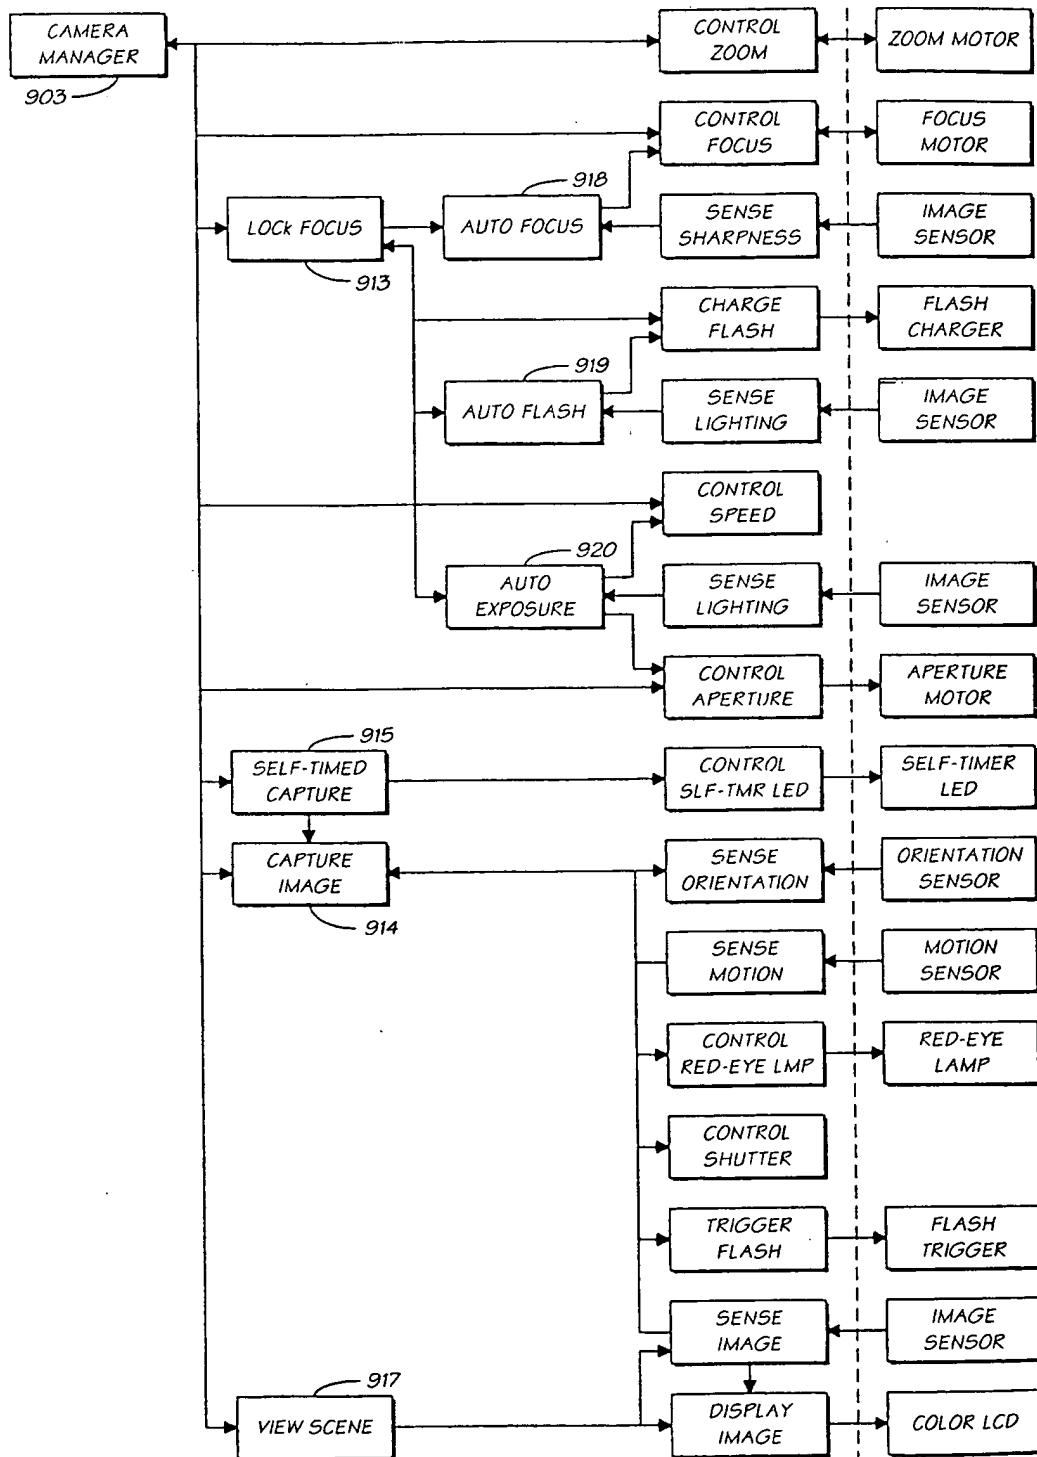 CAMERA
MANAGER
903
CONTROL
ZOOM
ZOOM MOTOR
CONTROL
FOCUS
FOCUS
MOTOR
918
LOCK FOCUS
913
AUTO FOCUS
SENSE
SHARPNESS
IMAGE
SENSOR
CHARGE
FLASH
FLASH
CHARGER
919
AUTO FLASH
SENSE
LIGHTING
IMAGE
SENSOR
CONTROL
SPEED
920
AUTO
EXPOSURE
SENSE
LIGHTING
IMAGE
SENSOR
CONTROL
APERTURE
APERTURE
MOTOR
915
SELF-TIMED
CAPTURE
CONTROL
SLF-TMR LED
SELF-TIMER
LED
CAPTURE
IMAGE
914
SENSE
ORIENTATION
ORIENTATION
SENSOR
SENSE
MOTION
MOTION
SENSOR
CONTROL
RED-EYE LMP
RED-EYE
LAMP
CONTROL
SHUTTER
TRIGGER
FLASH
FLASH
TRIGGER
SENSE
IMAGE
IMAGE
SENSOR
917
VIEW SCENE
DISPLAY
IMAGE
COLOR LCD